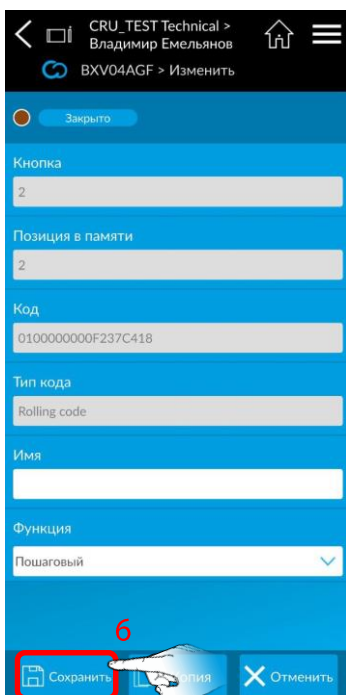 CRU_TEST Technical >
Владимир Емельянов
BXV04AGF > Изменить
Закрыто
Кнопка
2
Позиция в памяти
2
Код
0100000000F237C418
Тип кода
Rolling code
Имя
Функция
Пошаговый
6
Сохранить
Отменить